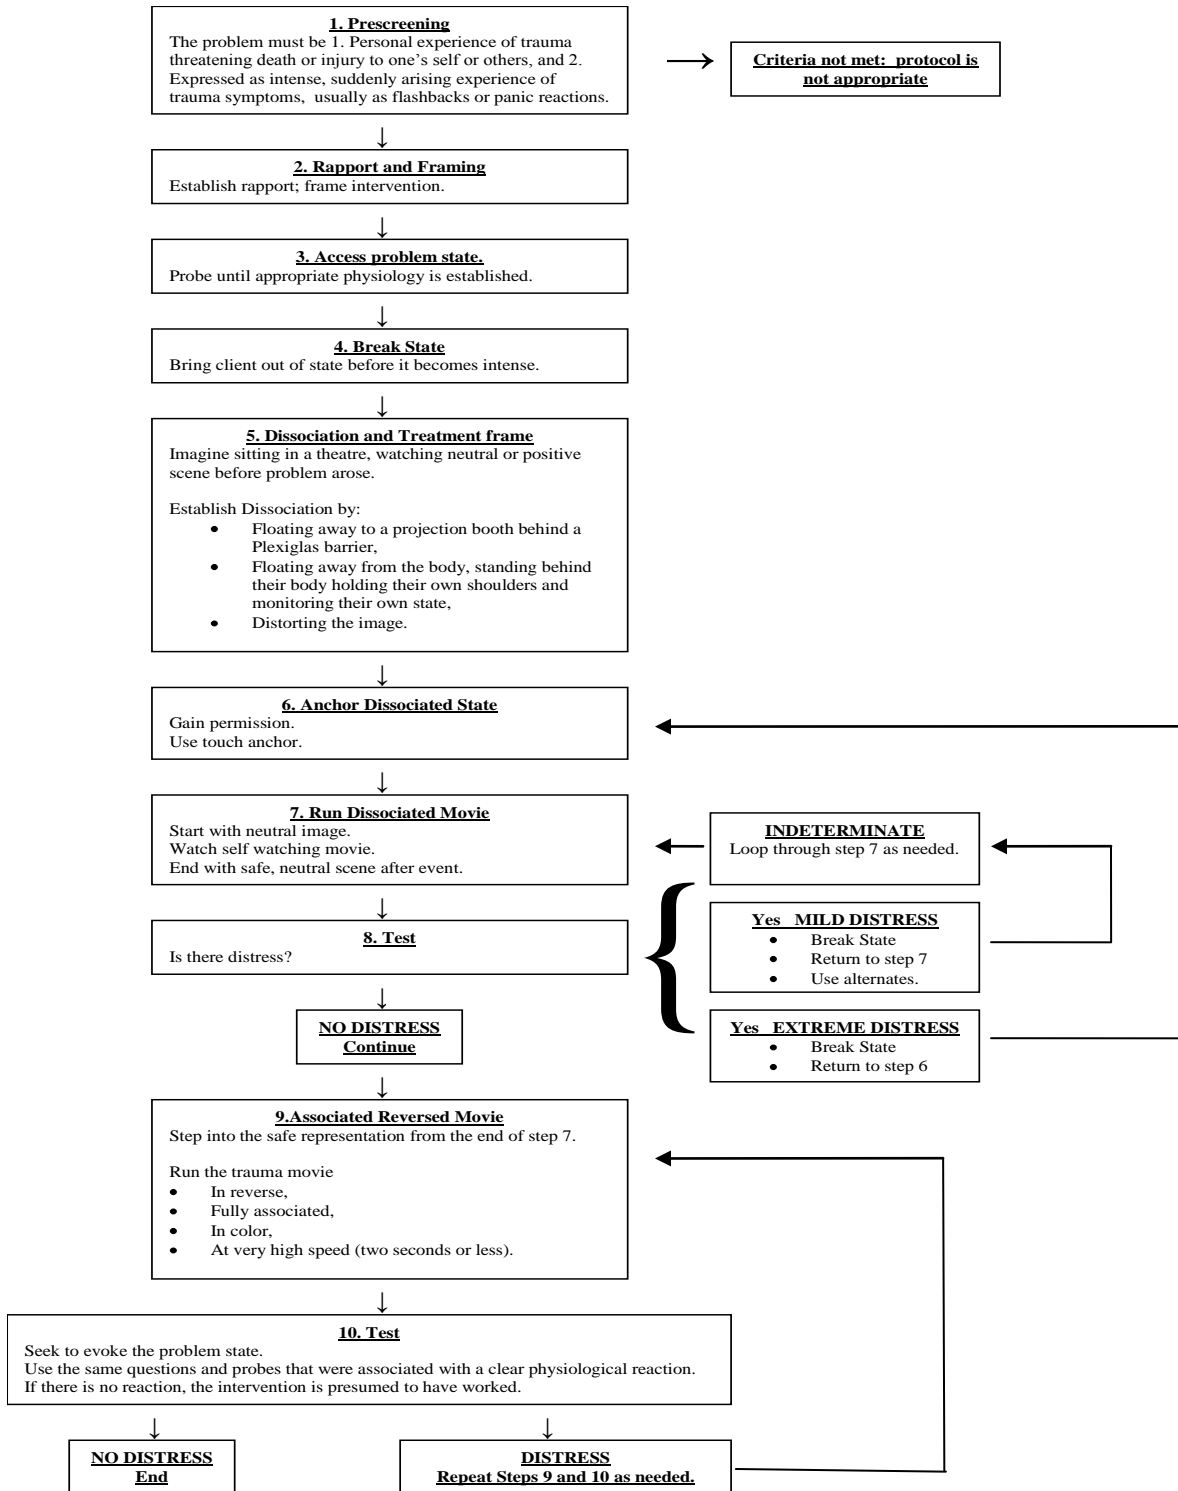 1. Prescreening
The problem must be 1. Personal experience of trauma
threatening death or injury to one's self or others, and 2.
Expressed as intense, suddenly arising experience of
trauma symptoms, usually as flashbacks or panic reactions.
Criteria not met: protocol is
not appropriate
2. Rapport and Framing
Establish rapport; frame intervention.
3. Access problem state.
Probe until appropriate physiology is established.
4. Break State
Bring client out of state before it becomes intense.
5. Dissociation and Treatment frame
Imagine sitting in a theatre, watching neutral or positive
scene before problem arose.
Establish Dissociation by:
• Floating away to a projection booth behind a
Plexiglas barrier,
• Floating away from the body, standing behind
their body holding their own shoulders and
monitoring their own state,
• Distorting the image.
6. Anchor Dissociated State
Gain permission.
Use touch anchor.
7. Run Dissociated Movie
Start with neutral image.
Watch self watching movie.
End with safe, neutral scene after event.
INDETERMINATE
Loop through step 7 as needed.
8. Test
Is there distress?
Yes MILD DISTRESS
• Break State
• Return to step 7
• Use alternates.
NO DISTRESS
Continue
Yes EXTREME DISTRESS
• Break State
• Return to step 6
9.Associated Reversed Movie
Step into the safe representation from the end of step 7.
Run the trauma movie
• In reverse,
• Fully associated,
• In color,
• At very high speed (two seconds or less).
10. Test
Seek to evoke the problem state.
Use the same questions and probes that were associated with a clear physiological reaction.
If there is no reaction, the intervention is presumed to have worked.
NO DISTRESS
End
DISTRESS
Repeat Steps 9 and 10 as needed.